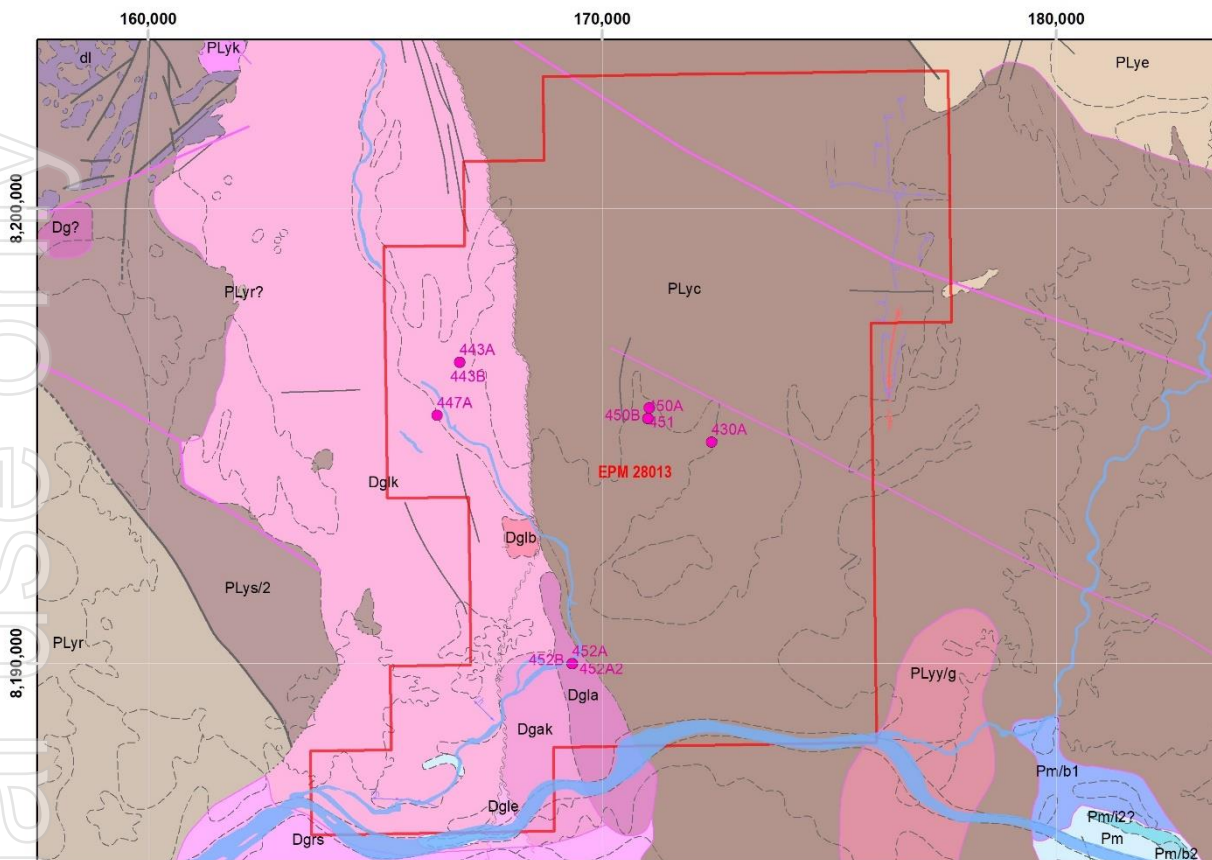 160,000
170,000
180,000
8,200,000
8,190,000
dl
PLyk
PLye
Dg?
PLyr?
PLyc
443A
443B
447A
450A
450B
451
430A
EPM 28013
Dglk
Dglb
PLys/2
PLyr
452A
452B
452A2
Dgla
PLyy/g
Dgak
Dgle
Dgrs
Pm/b1
Pm/i2?
Pm
Pm/b2